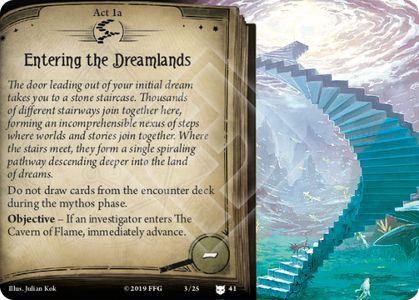 Act 1a
Entering the Dreamlands
The door leading out of your initial dream
takes you to a stone staircase. Thousands
of different stairways join together here,
forming an incomprehensible nexus of steps
where worlds and stories join together. Where
the stairs meet, they form a single spiraling
pathway descending deeper into the land
of dreams.
Do not draw cards from the encounter deck
during the mythos phase.
Objective – If an investigator enters The
Cavern of Flame, immediately advance.
–
Illus. Julian Kok
© 2019 FFG
3/25
41